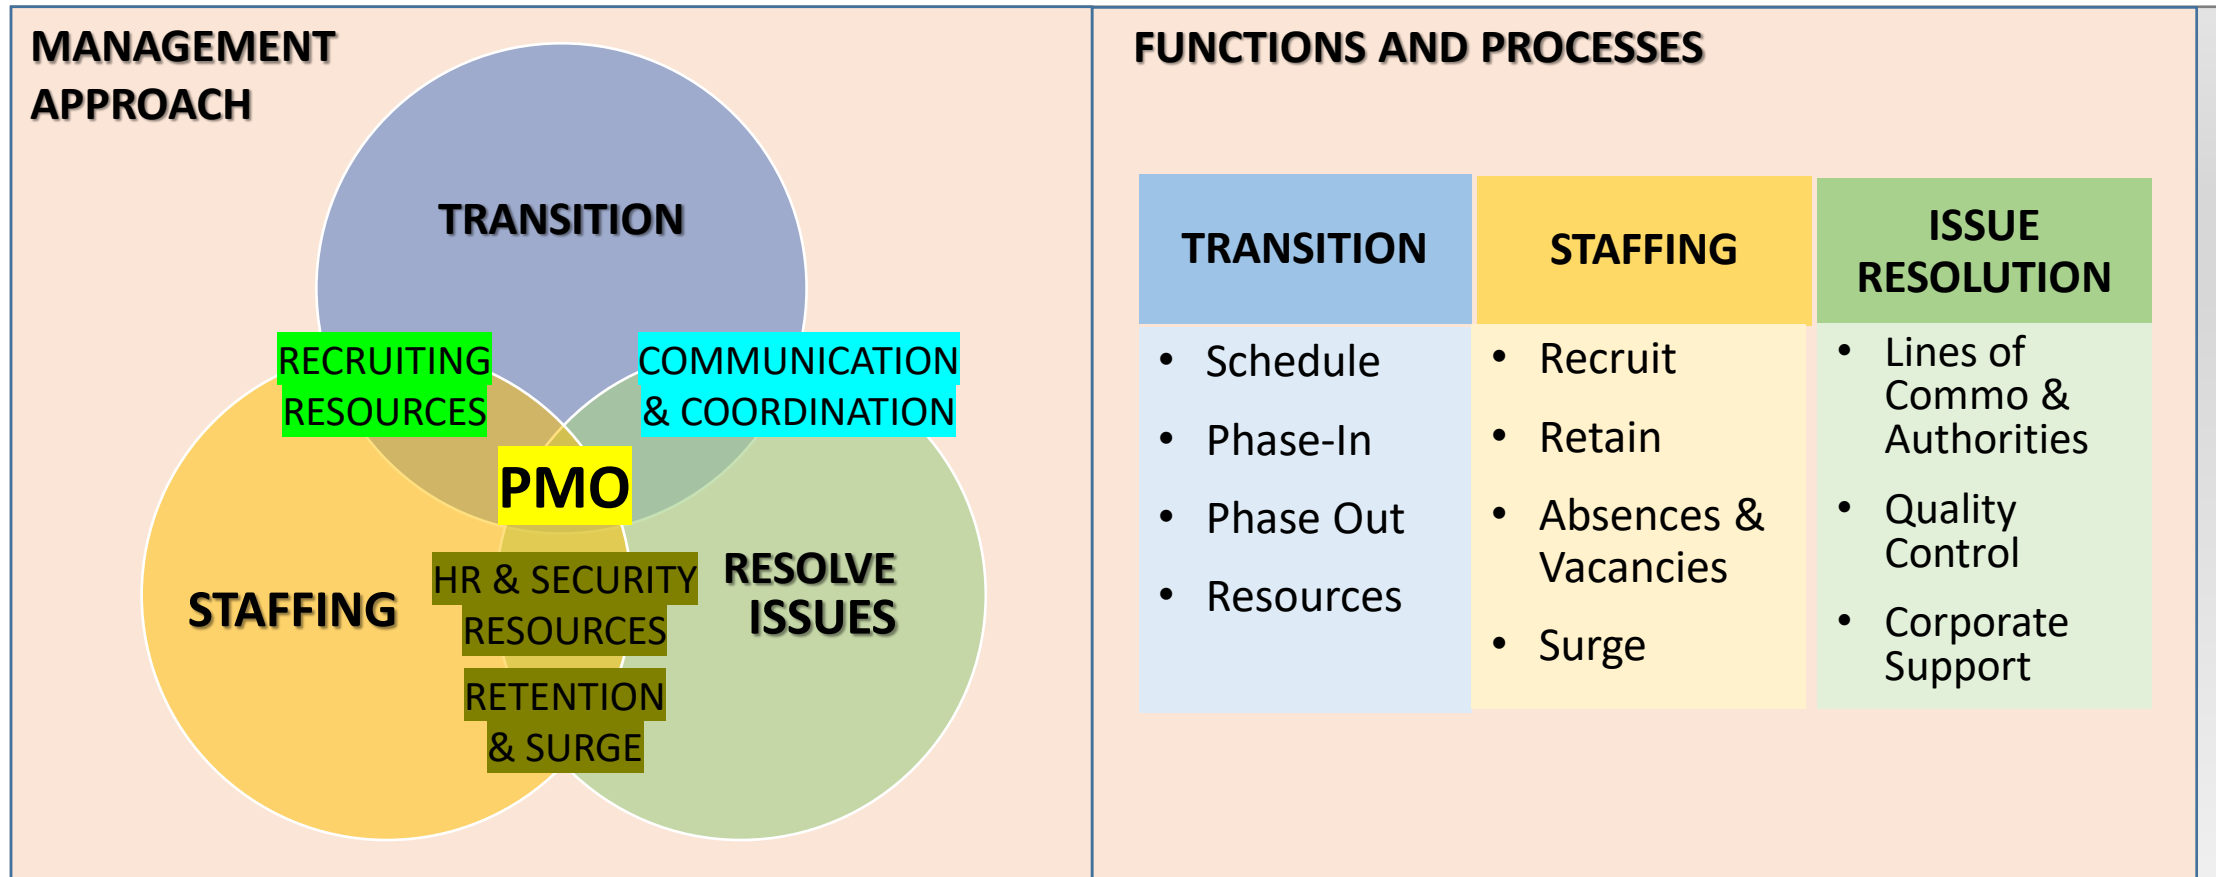 MANAGEMENT
APPROACH
TRANSITION
RECRUITING
RESOURCES
COMMUNICATION
& COORDINATION
PMO
STAFFING
HR & SECURITY
RESOURCES
RETENTION
& SURGE
RESOLVE
ISSUES
FUNCTIONS AND PROCESSES
TRANSITION
• Schedule
• Phase-In
• Phase Out
• Resources
STAFFING
• Recruit
• Retain
• Absences &
Vacancies
• Surge
ISSUE
RESOLUTION
• Lines of
Commo &
Authorities
• Quality
Control
• Corporate
Support